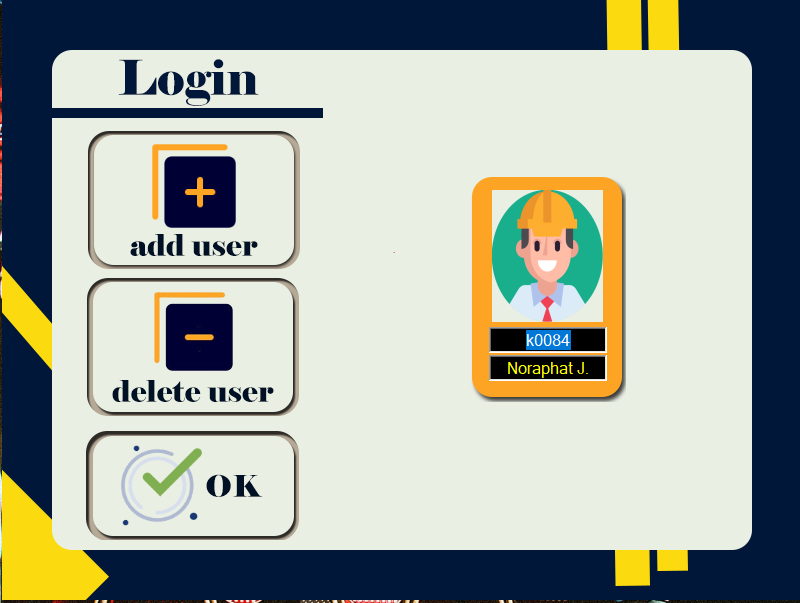 Login
add user
delete user
OK
k0084
Noraphat J.